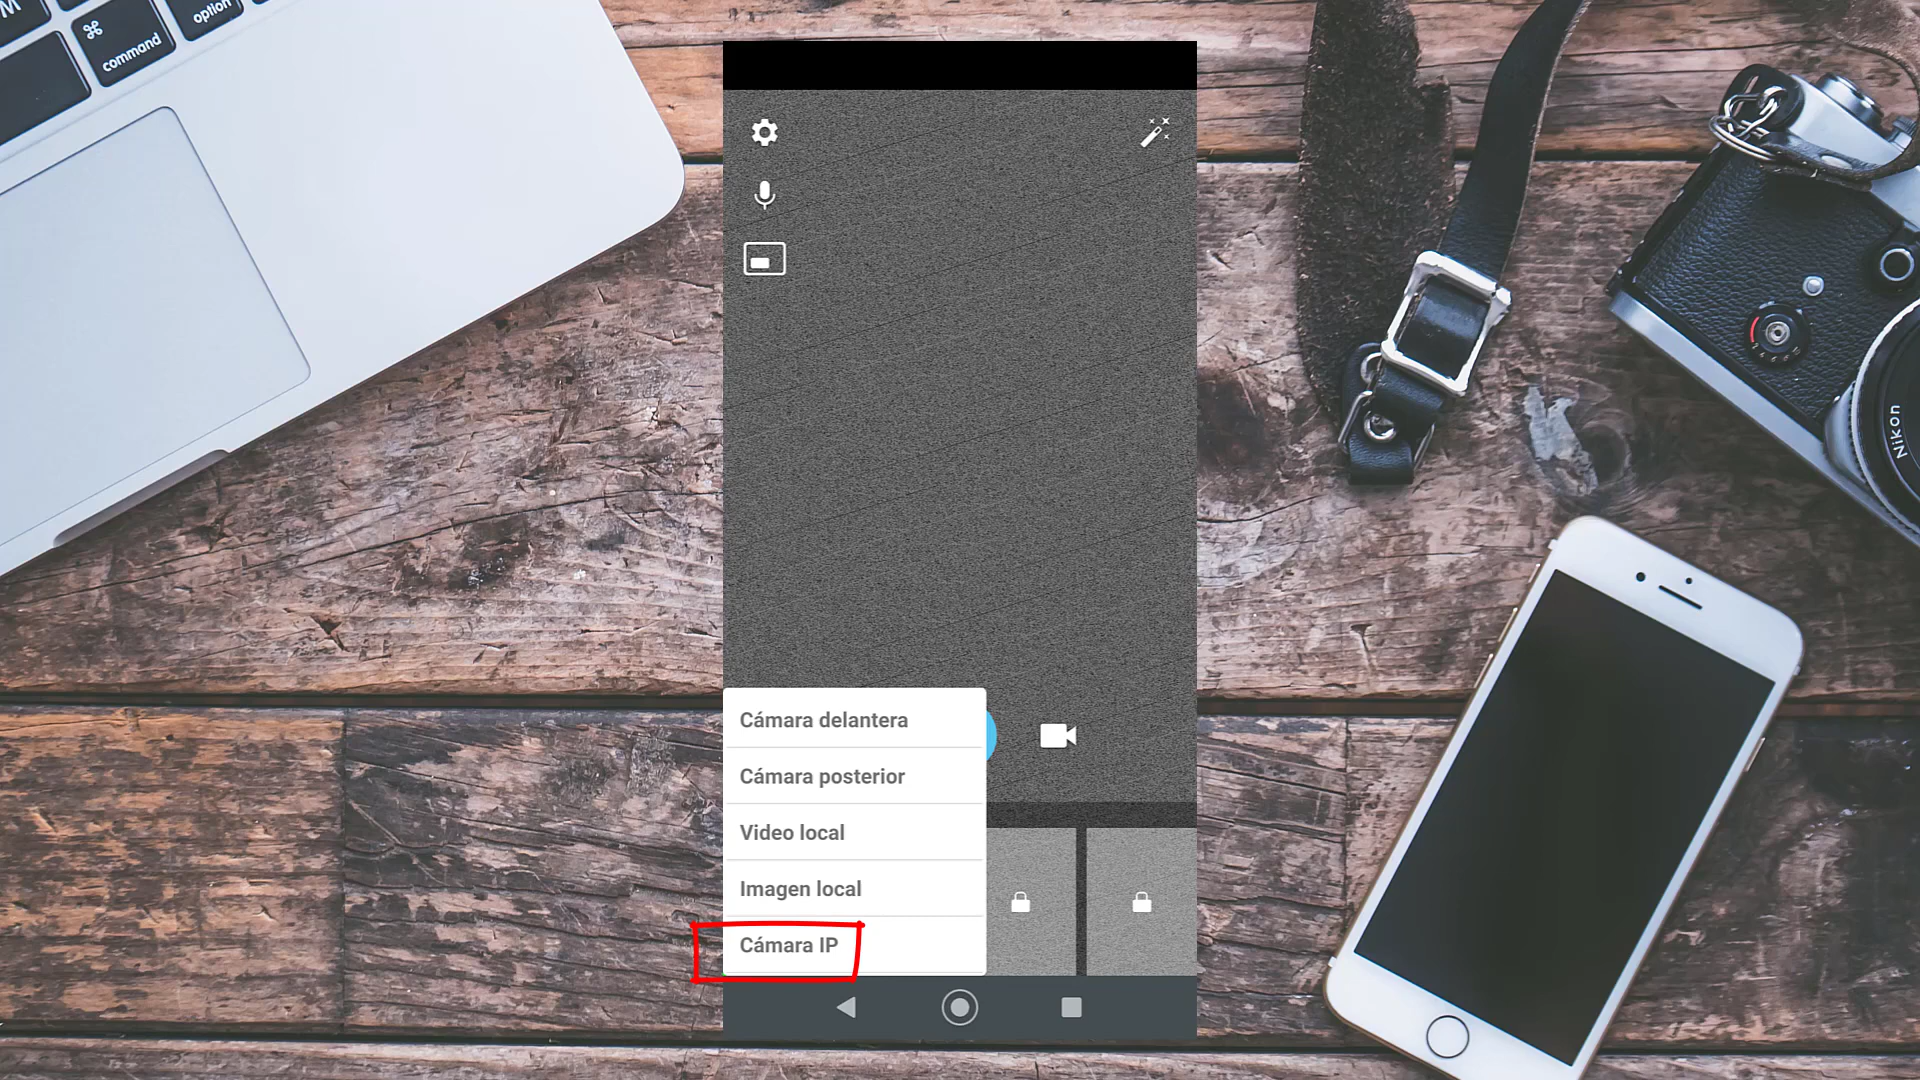 M
⌘
option
command
Nikon
Cámara delantera
Cámara posterior
Video local
Imagen local
Cámara IP